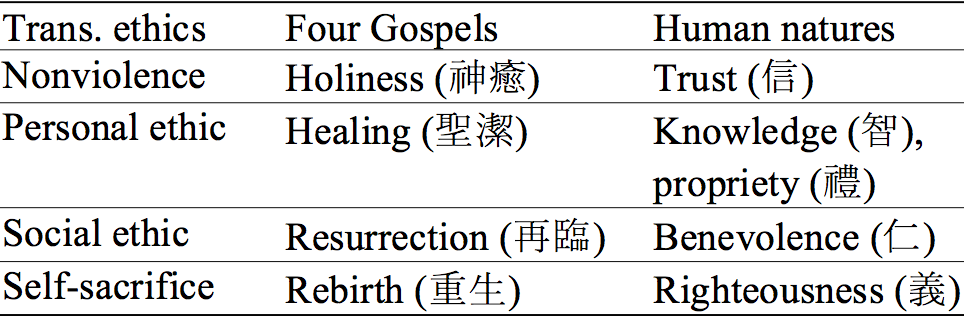 Trans. ethics Four Gospels Human natures
Nonviolence Holiness (神癒) Trust (信)
Personal ethic Healing (聖潔) Knowledge (智),
propriety (禮)
Social ethic Resurrection (再臨) Benevolence (仁)
Self-sacrifice Rebirth (重生) Righteousness (義)